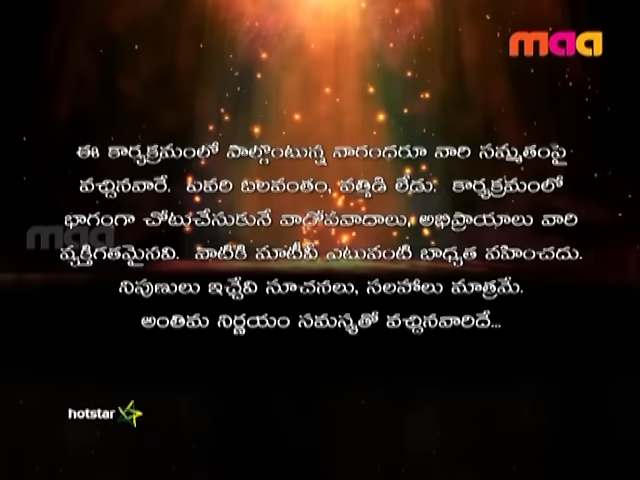 maa
ఈ కార్యక్రమంలో పాల్గొంటున్న వారందరూ వారి సమ్మతంపై
వచ్చినవారే. ఎవరి బలవంతం, వత్తిడి లేదు. కార్యక్రమంలో
భాగంగా చోటుచేసుకునే వాదోపవాదాలు, అభిప్రాయాలు వారి
maa
వ్యక్తిగతమైనవి. వాటికి మాటీవీ ఎటువంటి బాధ్యత వహించదు.
నిపుణులు ఇచ్చేవి సూచనలు, సలహాలు మాత్రమే.
అంతిమ నిర్ణయం సమస్యతో వచ్చినవారిదే...
hotstar